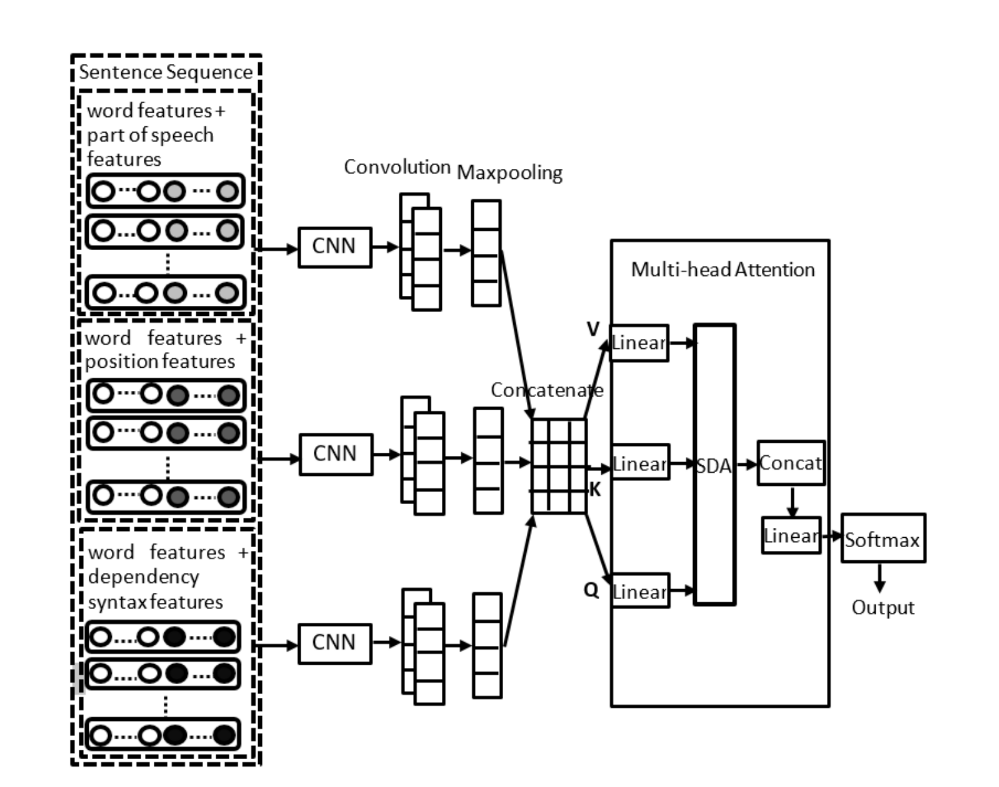 Sentence Sequence
word features +
part of speech
features
word features +
position features
word features +
dependency
syntax features
CNN
CNN
CNN
Convolution
Maxpooling
Concatenate
V
K
Q
Multi-head Attention
Linear
Linear
Linear
SDA
Concat
Linear
Softmax
Output